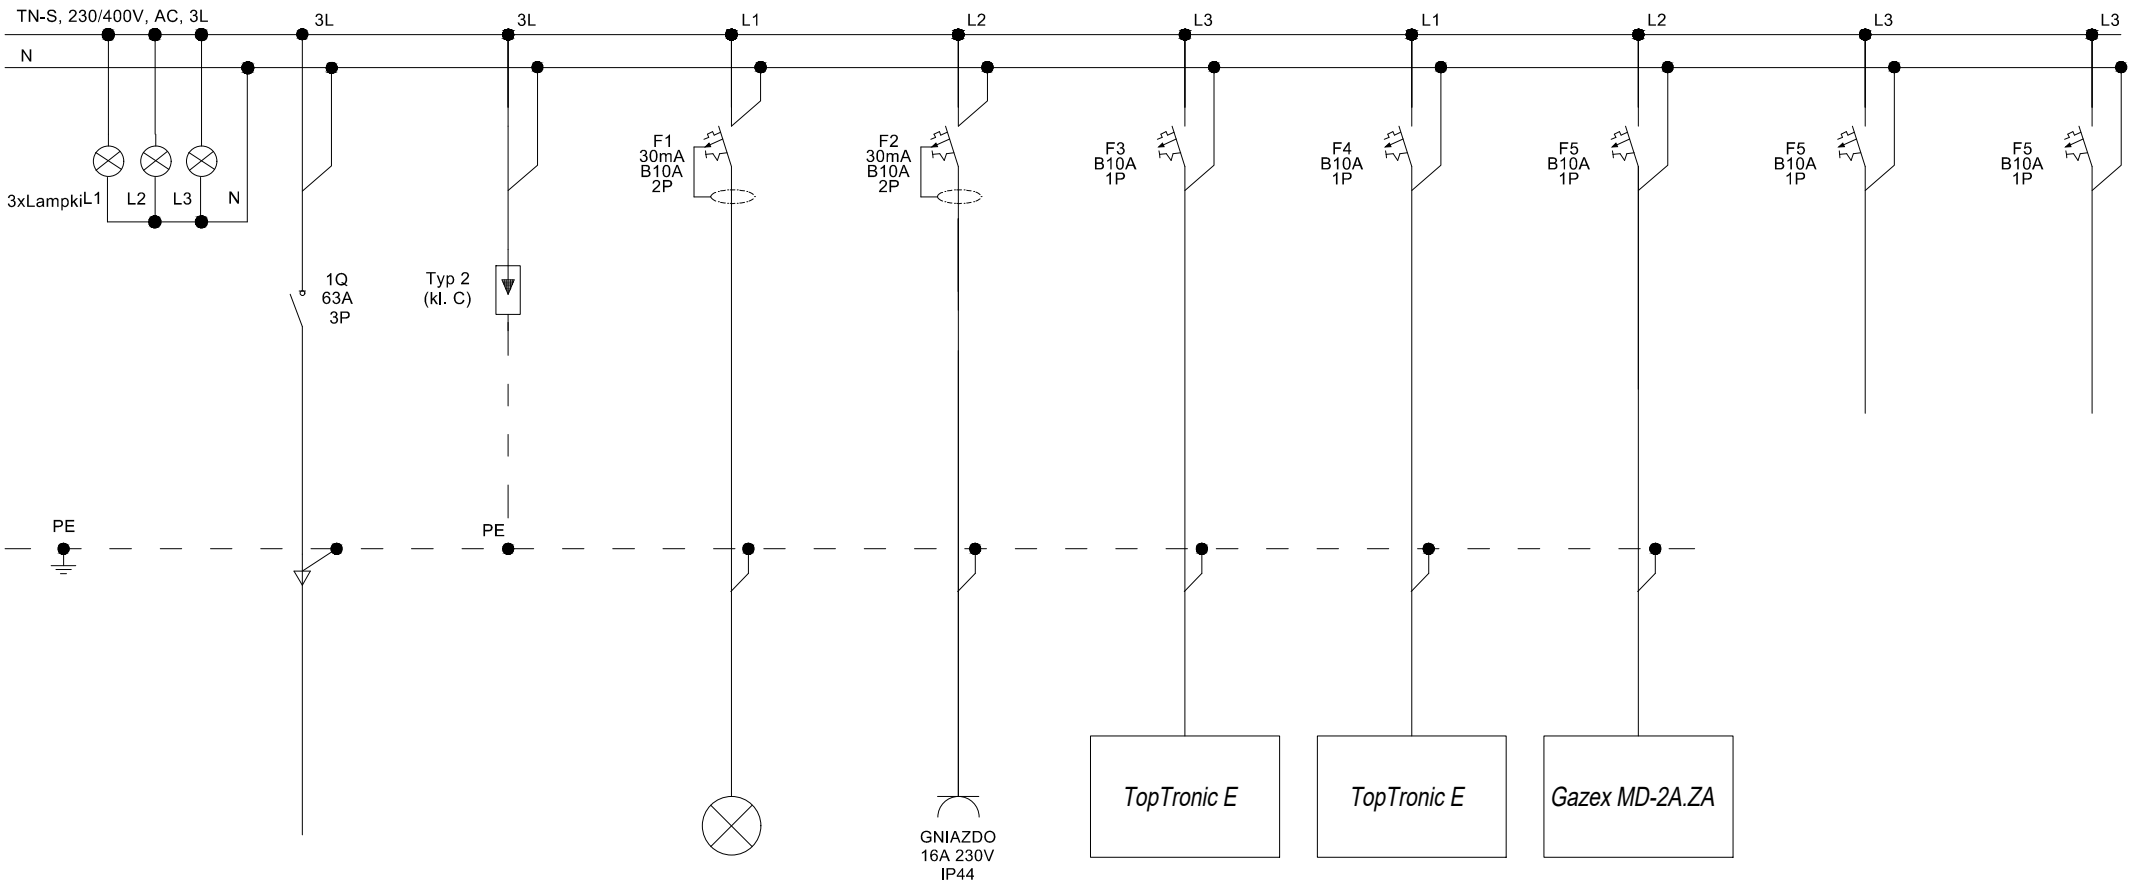 TN-S, 230/400V, AC, 3L
3L
3L
L1
L2
L3
L1
L2
L3
L3
N
3xLampki
L1
L2
L3
N
F1
30mA
B10A
2P
F2
30mA
B10A
2P
F3
B10A
1P
F4
B10A
1P
F5
B10A
1P
F5
B10A
1P
F5
B10A
1P
1Q
63A
3P
Typ 2
(kl. C)
PE
PE
TopTronic E
TopTronic E
Gazex MD-2A.ZA
GNIAZDO
16A 230V
IP44